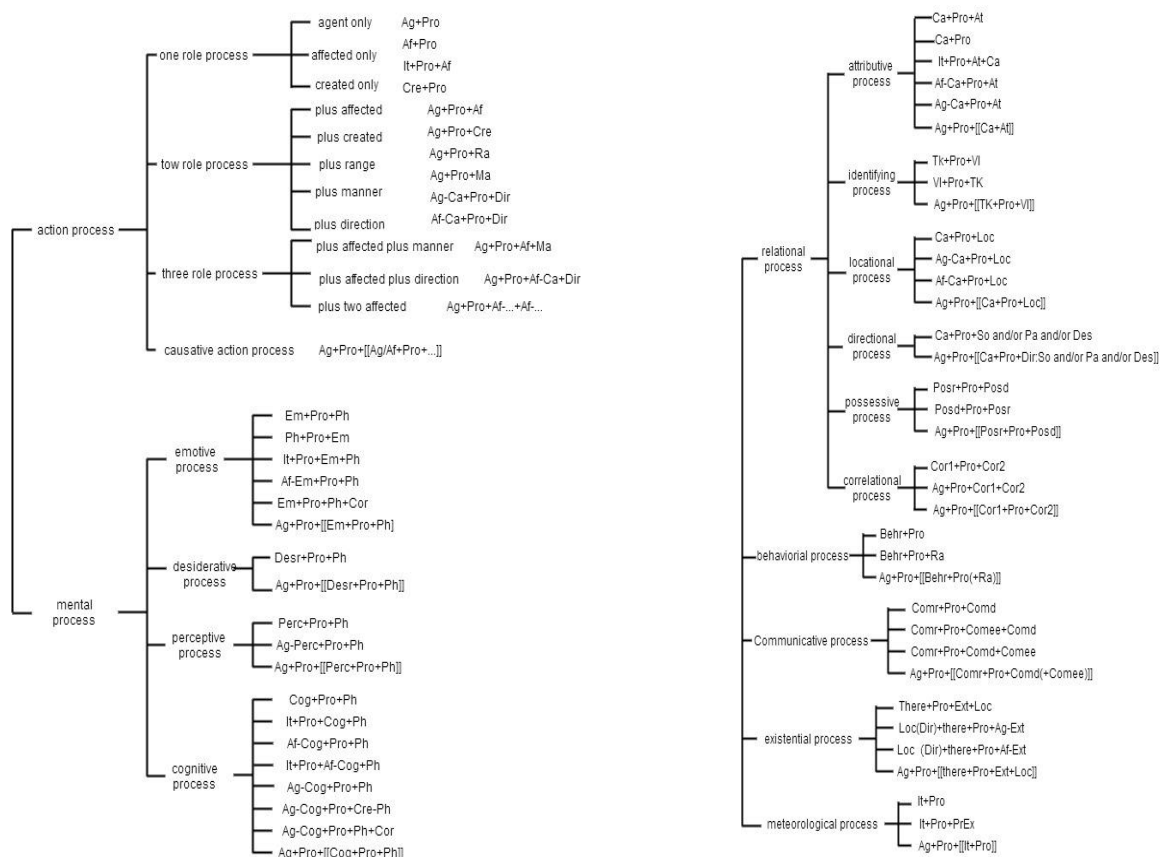 action process
one role process
agent only Ag+Pro
affected only Af+Pro
It+Pro+Af
created only Cre+Pro
tow role process
plus affected Ag+Pro+Af
plus created Ag+Pro+Cre
plus range Ag+Pro+Ra
Ag+Pro+Ma
plus manner Ag-Ca+Pro+Dir
plus direction Af-Ca+Pro+Dir
three role process
plus affected plus manner Ag+Pro+Af+Ma
plus affected plus direction Ag+Pro+Af-Ca+Dir
plus two affected Ag+Pro+Af-...+Af-...
causative action process Ag+Pro+[[Ag/Af+Pro+...]]
mental
process
emotive
process
Em+Pro+Ph
Ph+Pro+Em
It+Pro+Em+Ph
Af-Em+Pro+Ph
Em+Pro+Ph+Cor
Ag+Pro+[[Em+Pro+Ph]
desiderative
process
Desr+Pro+Ph
Ag+Pro+[[Desr+Pro+Ph]]
perceptive
process
Perc+Pro+Ph
Ag-Perc+Pro+Ph
Ag+Pro+[[Perc+Pro+Ph]]
cognitive
process
Cog+Pro+Ph
It+Pro+Cog+Ph
Af-Cog+Pro+Ph
It+Pro+Af-Cog+Ph
Ag-Cog+Pro+Ph
Ag-Cog+Pro+Cre-Ph
Ag-Cog+Pro+Ph+Cor
Ag+Pro+[[Cog+Pro+Ph]]
relational
process
attributive
process
Ca+Pro+At
Ca+Pro
It+Pro+At+Ca
Af-Ca+Pro+At
Ag-Ca+Pro+At
Ag+Pro+[[Ca+At]]
identifying
process
Tk+Pro+Vl
Vl+Pro+TK
Ag+Pro+[[TK+Pro+Vl]]
locational
process
Ca+Pro+Loc
Ag-Ca+Pro+Loc
Af-Ca+Pro+Loc
Ag+Pro+[[Ca+Pro+Loc]]
directional
process
Ca+Pro+So and/or Pa and/or Des
Ag+Pro+[[Ca+Pro+Dir:So and/or Pa and/or Des]]
possessive
process
Posr+Pro+Posd
Posd+Pro+Posr
Ag+Pro+[[Posr+Pro+Posd]]
correlational
process
Cor1+Pro+Cor2
Ag+Pro+Cor1+Cor2
Ag+Pro+[[Cor1+Pro+Cor2]]
behaviorial process
Behr+Pro
Behr+Pro+Ra
Ag+Pro+[[Behr+Pro(+Ra)]]
Communicative process
Comr+Pro+Comd
Comr+Pro+Comee+Comd
Comr+Pro+Comd+Comee
Ag+Pro+[[Comr+Pro+Comd(+Comee)]]
existential process
There+Pro+Ext+Loc
Loc(Dir)+there+Pro+Ag-Ext
Loc (Dir)+there+Pro+Af-Ext
Ag+Pro+[[there+Pro+Ext+Loc]]
meteorological process
It+Pro
It+Pro+PrEx
Ag+Pro+[[It+Pro]]